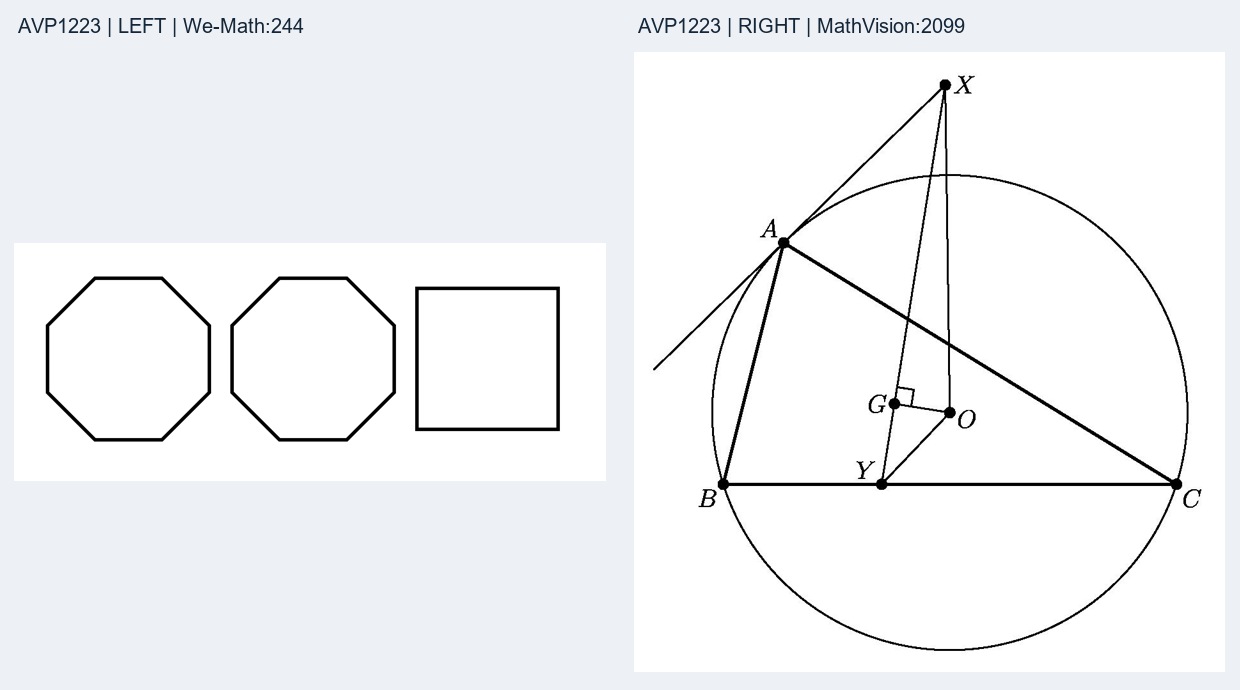 AVP1223 | LEFT | We-Math:244
AVP1223 | RIGHT | MathVision:2099
X
A
G
O
Y
B
C